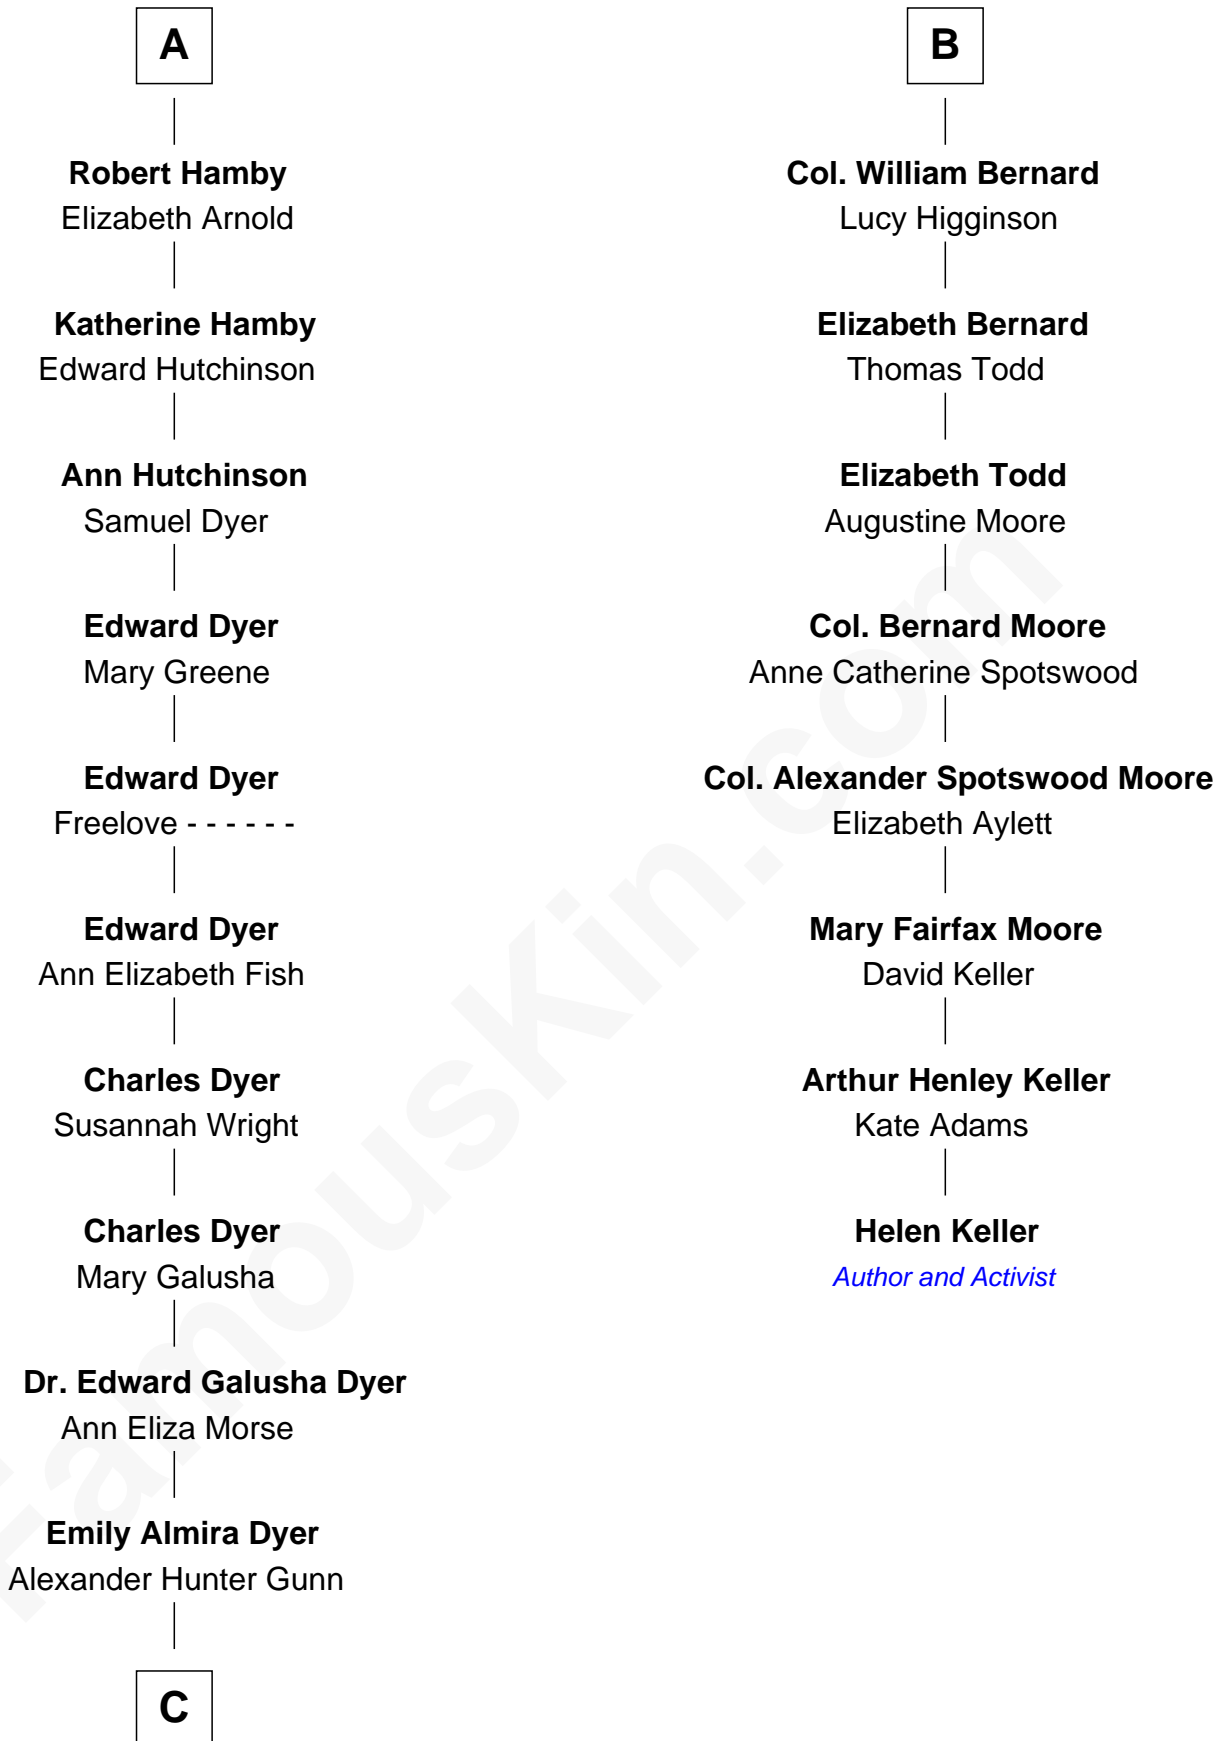 A
Robert Hamby
Elizabeth Arnold
Katherine Hamby
Edward Hutchinson
Ann Hutchinson
Samuel Dyer
Edward Dyer
Mary Greene
Edward Dyer
Freelove - - - - - -
Edward Dyer
Ann Elizabeth Fish
Charles Dyer
Susannah Wright
Charles Dyer
Mary Galusha
Dr. Edward Galusha Dyer
Ann Eliza Morse
Emily Almira Dyer
Alexander Hunter Gunn
C
B
Col. William Bernard
Lucy Higginson
Elizabeth Bernard
Thomas Todd
Elizabeth Todd
Augustine Moore
Col. Bernard Moore
Anne Catherine Spotswood
Col. Alexander Spotswood Moore
Elizabeth Aylett
Mary Fairfax Moore
David Keller
Arthur Henley Keller
Kate Adams
Helen Keller
Author and Activist
FamousKin.com